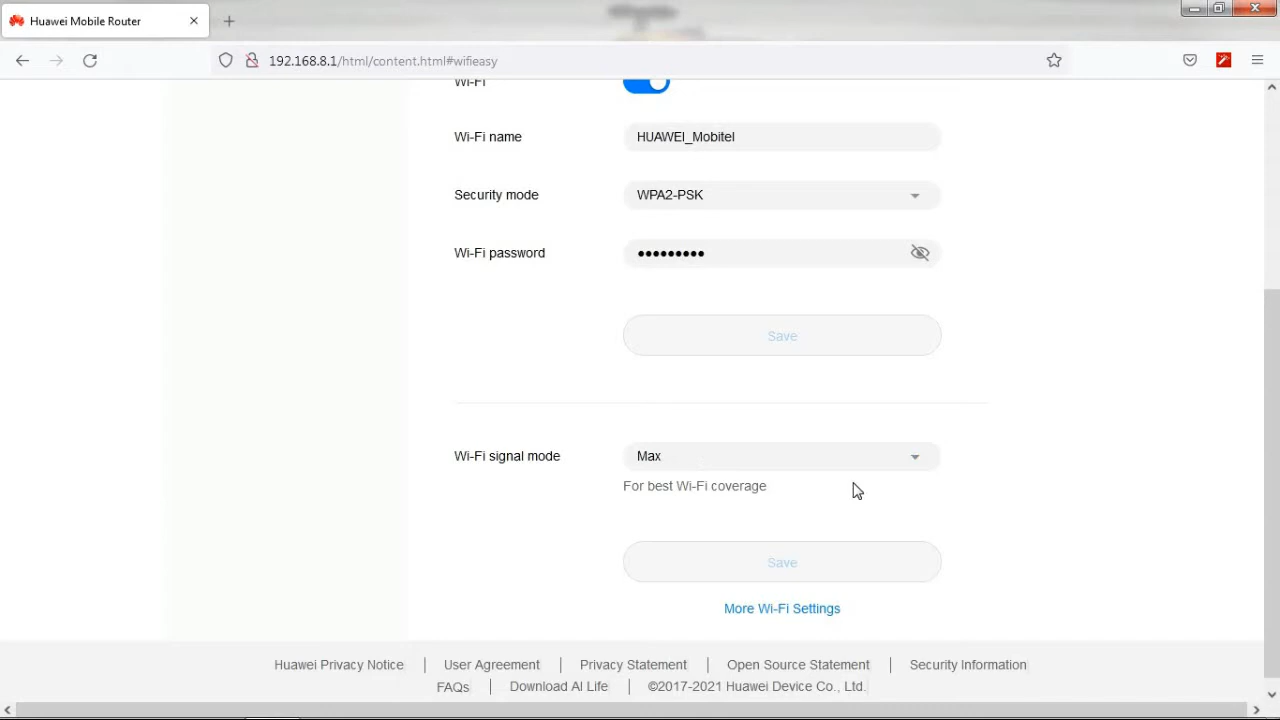 Huawei Mobile Router
192.168.8.1/html/content.html#wifieasy
Wi-Fi
Wi-Fi name HUAWEI_Mobitel
Security mode WPA2-PSK
Wi-Fi password •••••••••
Save
Wi-Fi signal mode Max
For best Wi-Fi coverage
Save
More Wi-Fi Settings
Huawei Privacy Notice | User Agreement | Privacy Statement | Open Source Statement | Security Information
FAQs | Download AI Life | ©2017-2021 Huawei Device Co., Ltd.